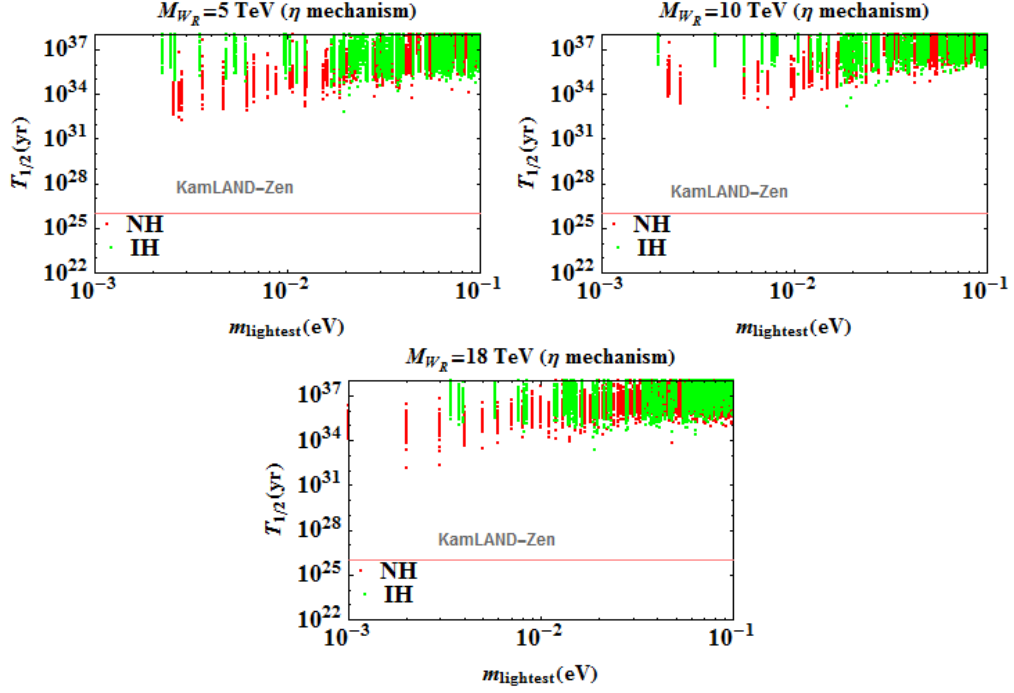 M_{W_R}=5 TeV (η mechanism)
10^37
10^34
10^31
10^28
10^25
10^22
T_{1/2}(yr)
KamLAND–Zen
NH
IH
10^−3
10^−2
10^−1
m_lightest(eV)
M_{W_R}=10 TeV (η mechanism)
10^37
10^34
10^31
10^28
10^25
10^22
T_{1/2}(yr)
KamLAND–Zen
NH
IH
10^−3
10^−2
10^−1
m_lightest(eV)
M_{W_R}=18 TeV (η mechanism)
10^37
10^34
10^31
10^28
10^25
10^22
T_{1/2}(yr)
KamLAND–Zen
NH
IH
10^−3
10^−2
10^−1
m_lightest(eV)